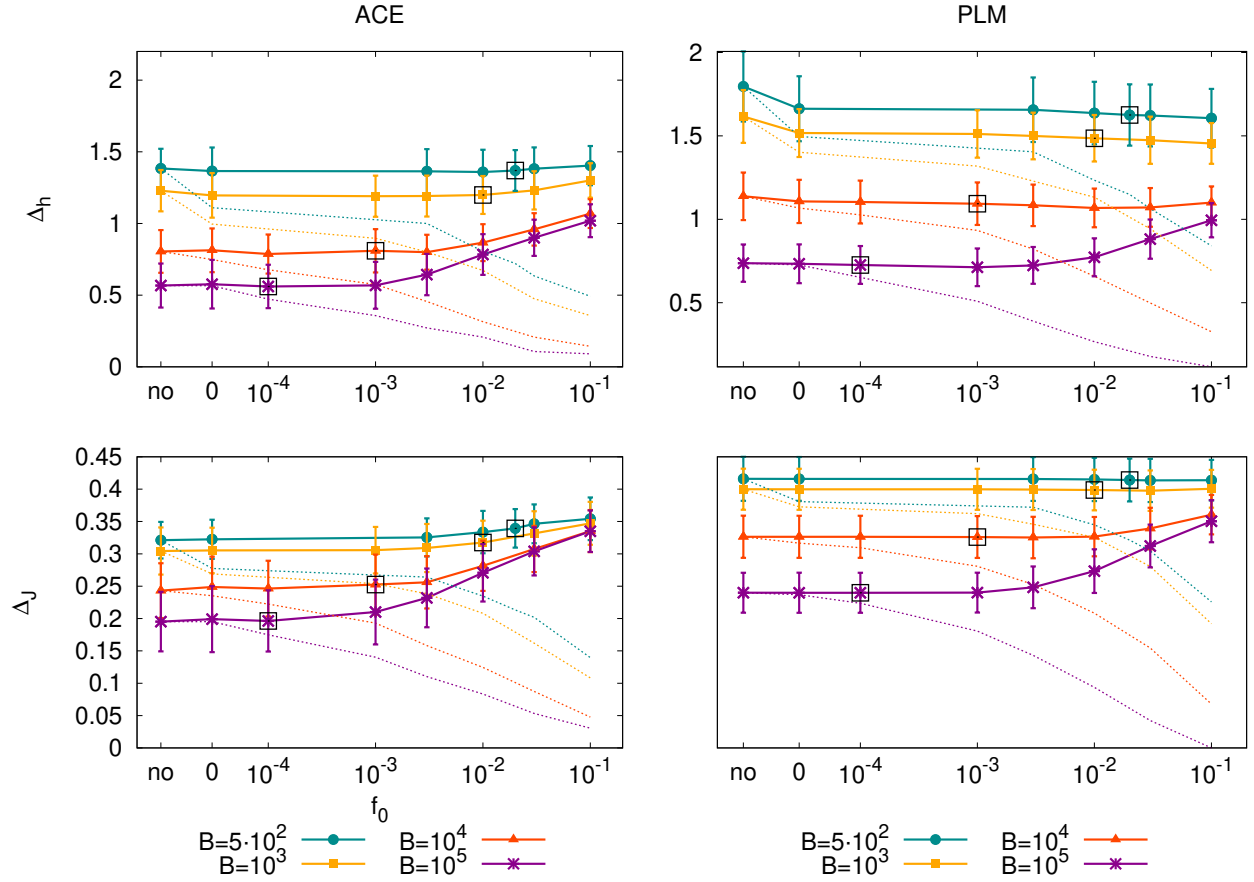 ACE
PLM
Δh
2
1.5
1
0.5
0
no 0 10⁻⁴ 10⁻³ 10⁻² 10⁻¹
2
1.5
1
0.5
no 0 10⁻⁴ 10⁻³ 10⁻² 10⁻¹
ΔJ
0.45
0.4
0.35
0.3
0.25
0.2
0.15
0.1
0.05
0
no 0 10⁻⁴ 10⁻³ 10⁻² 10⁻¹
f₀
no 0 10⁻⁴ 10⁻³ 10⁻² 10⁻¹
B=5·10²
B=10³
B=10⁴
B=10⁵
B=5·10²
B=10³
B=10⁴
B=10⁵